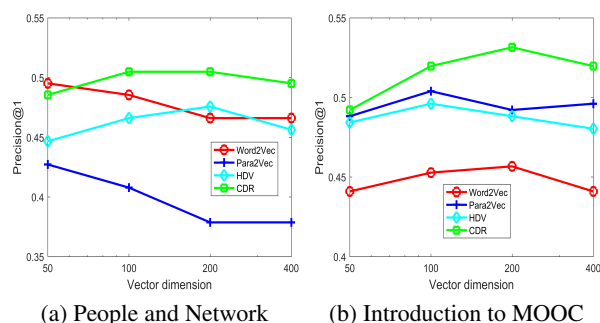 0.55
0.5
0.45
0.4
0.35
Precision@1
50 100 200 400
Vector dimension
Word2Vec
Para2Vec
HDV
CDR
(a) People and Network
0.55
0.5
0.45
0.4
Precision@1
50 100 200 400
Vector dimension
Word2Vec
Para2Vec
HDV
CDR
(b) Introduction to MOOC